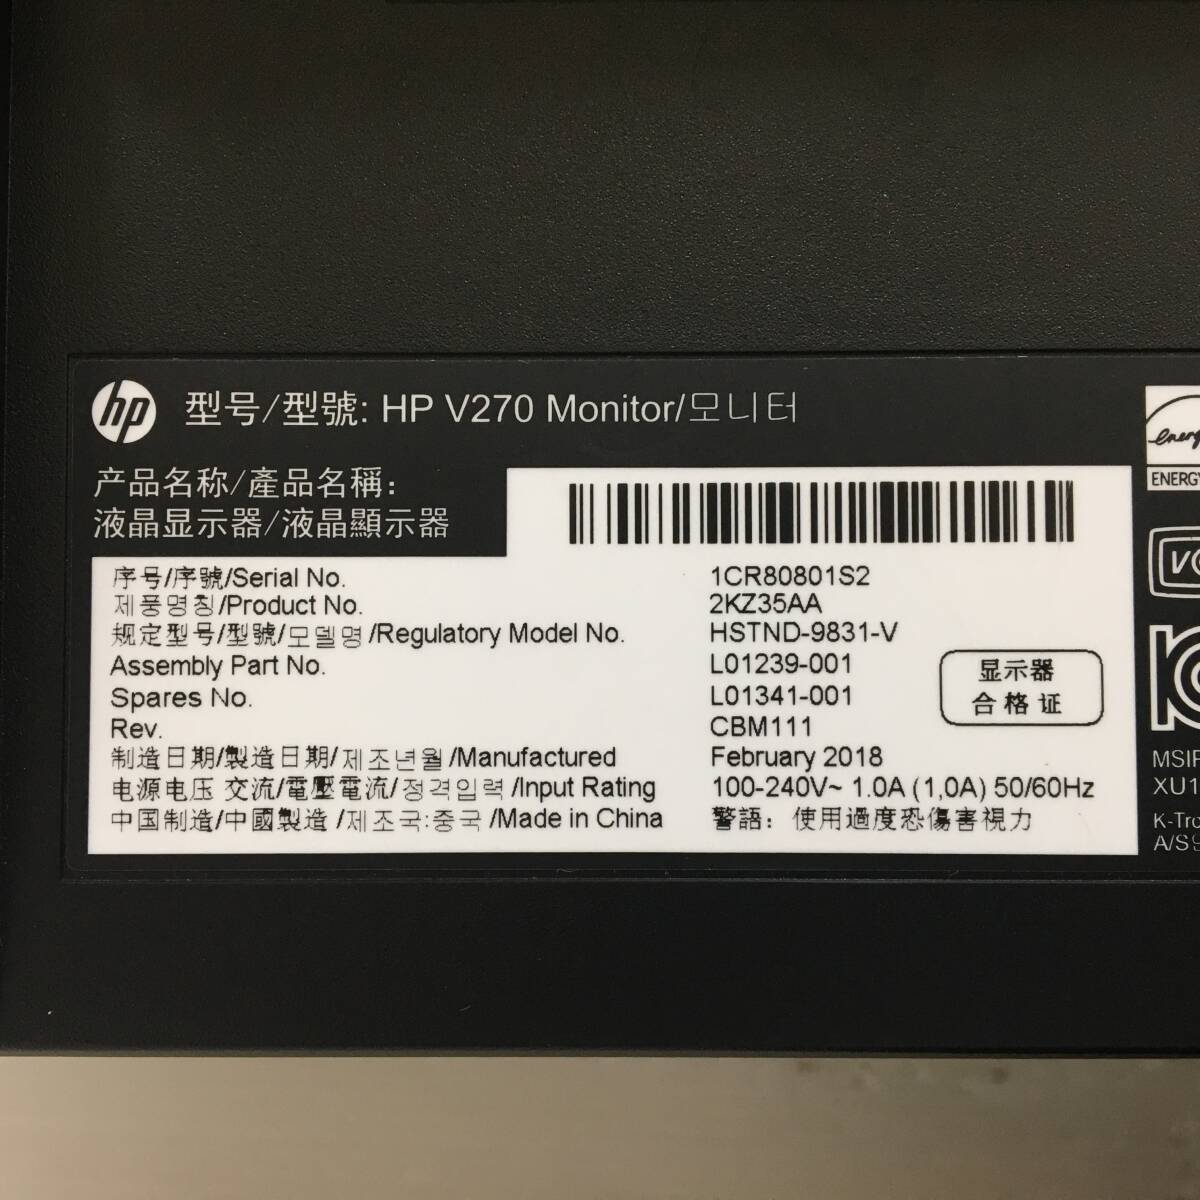 hp 型号/型號: HP V270 Monitor/모니터
产品名称/產品名稱:
液晶显示器/液晶顯示器
序号/序號/Serial No. 1CR80801S2
제품명칭/Product No. 2KZ35AA
规定型号/型號/모델명 /Regulatory Model No. HSTND-9831-V
Assembly Part No. L01239-001
Spares No. L01341-001
Rev. CBM111
制造日期/製造日期/제조년월 /Manufactured February 2018
电源电压 交流/電壓電流/정격입력 /Input Rating 100-240V~ 1.0A (1,0A) 50/60Hz
中国制造/中國製造 /제조국:중국 /Made in China 警語: 使用過度恐傷害視力
显示器
合格证
energy
ENERGY
MSIP
XU1
K-Tro
A/S 9